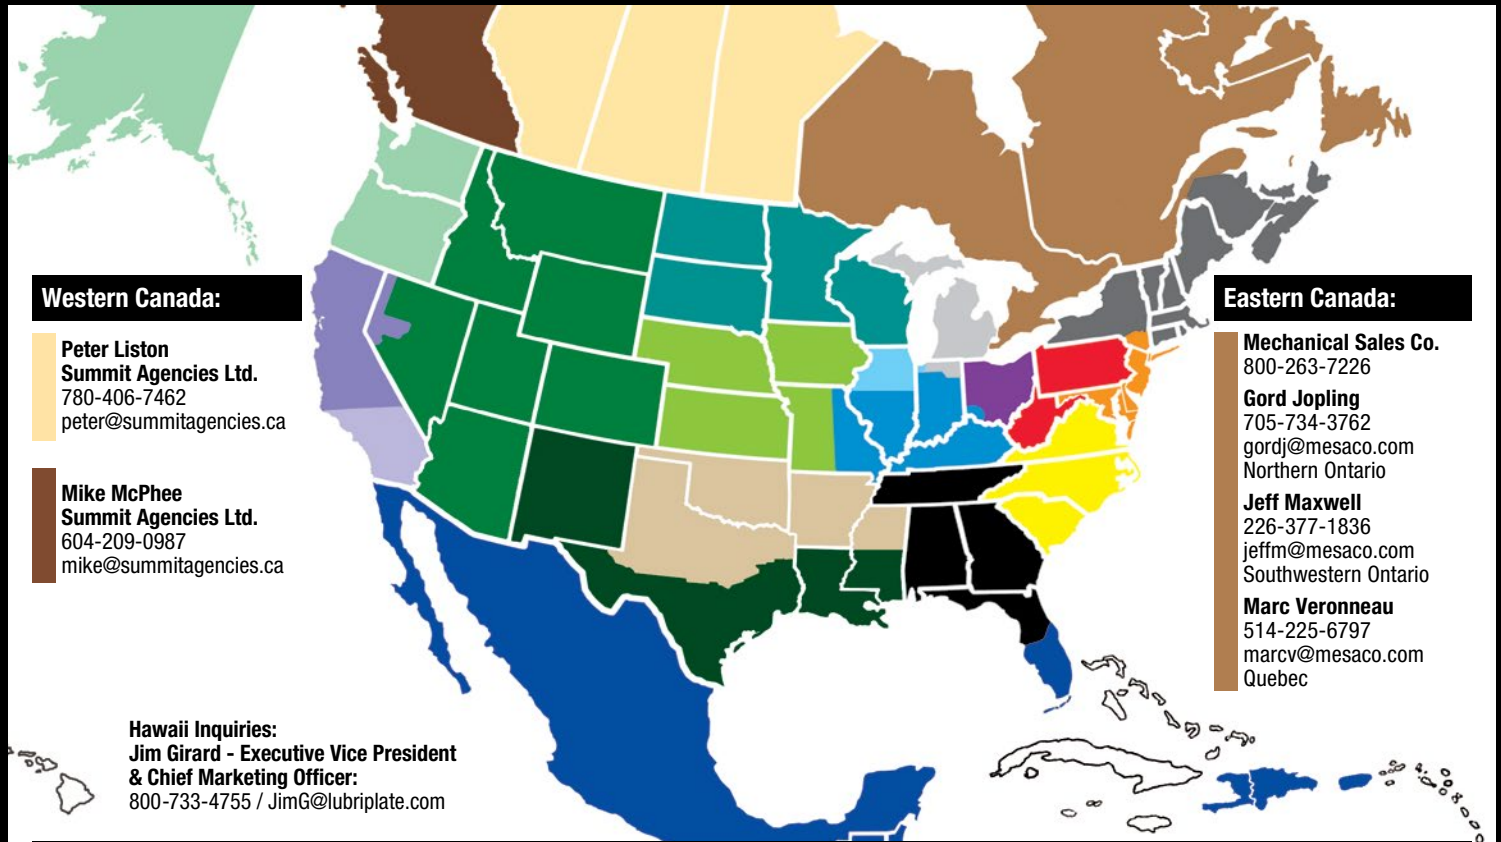 Western Canada:
Peter Liston
Summit Agencies Ltd.
780-406-7462
peter@summitagencies.ca
Mike McPhee
Summit Agencies Ltd.
604-209-0987
mike@summitagencies.ca
Hawaii Inquiries:
Jim Girard - Executive Vice President
& Chief Marketing Officer:
800-733-4755 / JimG@lubriplate.com
Eastern Canada:
Mechanical Sales Co.
800-263-7226
Gord Jopling
705-734-3762
gordj@mesaco.com
Northern Ontario
Jeff Maxwell
226-377-1836
jeffm@mesaco.com
Southwestern Ontario
Marc Veronneau
514-225-6797
marcv@mesaco.com
Quebec